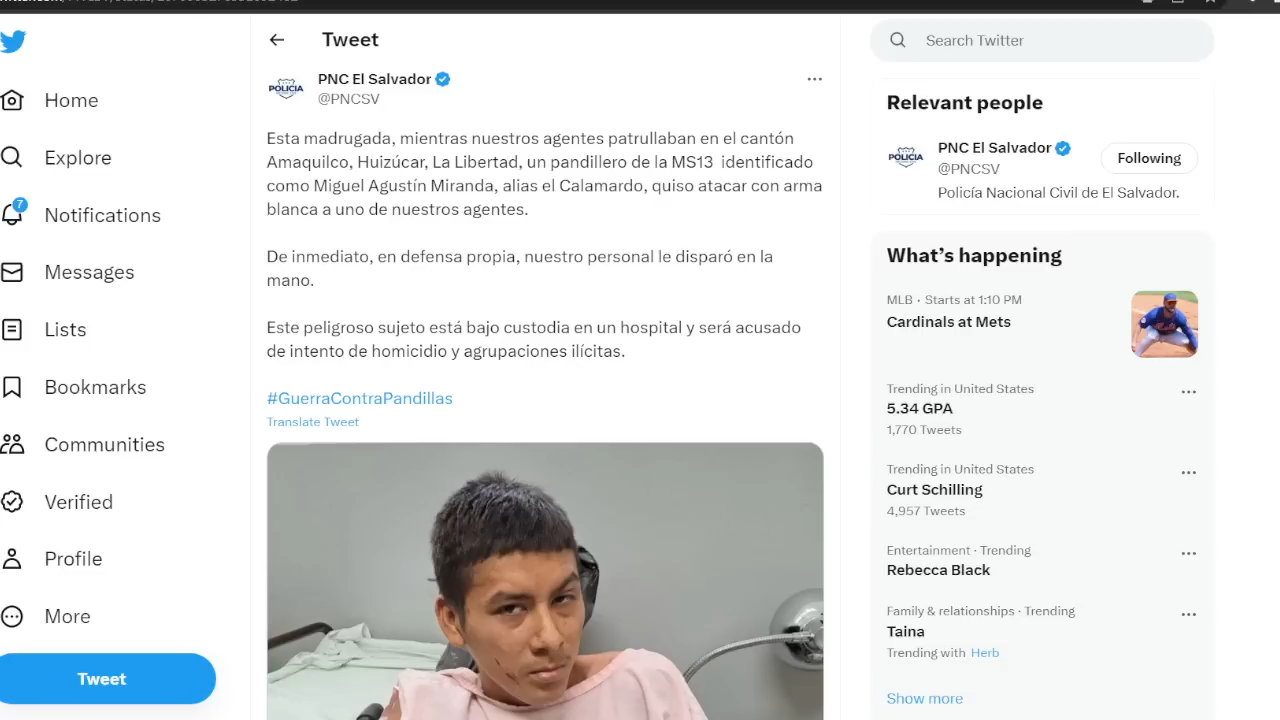 Tweet
Search Twitter
POLICIA
PNC El Salvador
@PNCSV
Home
Explore
7
Notifications
Messages
Lists
Bookmarks
Communities
Verified
Profile
More
Tweet
Esta madrugada, mientras nuestros agentes patrullaban en el cantón
Amaquilco, Huizúcar, La Libertad, un pandillero de la MS13 identificado
como Miguel Agustín Miranda, alias el Calamardo, quiso atacar con arma
blanca a uno de nuestros agentes.
De inmediato, en defensa propia, nuestro personal le disparó en la
mano.
Este peligroso sujeto está bajo custodia en un hospital y será acusado
de intento de homicidio y agrupaciones ilícitas.
#GuerraContraPandillas
Translate Tweet
Relevant people
POLICIA
PNC El Salvador
@PNCSV
Following
Policía Nacional Civil de El Salvador.
What's happening
MLB · Starts at 1:10 PM
Cardinals at Mets
Trending in United States
5.34 GPA
1,770 Tweets
Trending in United States
Curt Schilling
4,957 Tweets
Entertainment · Trending
Rebecca Black
Family & relationships · Trending
Taina
Trending with Herb
Show more